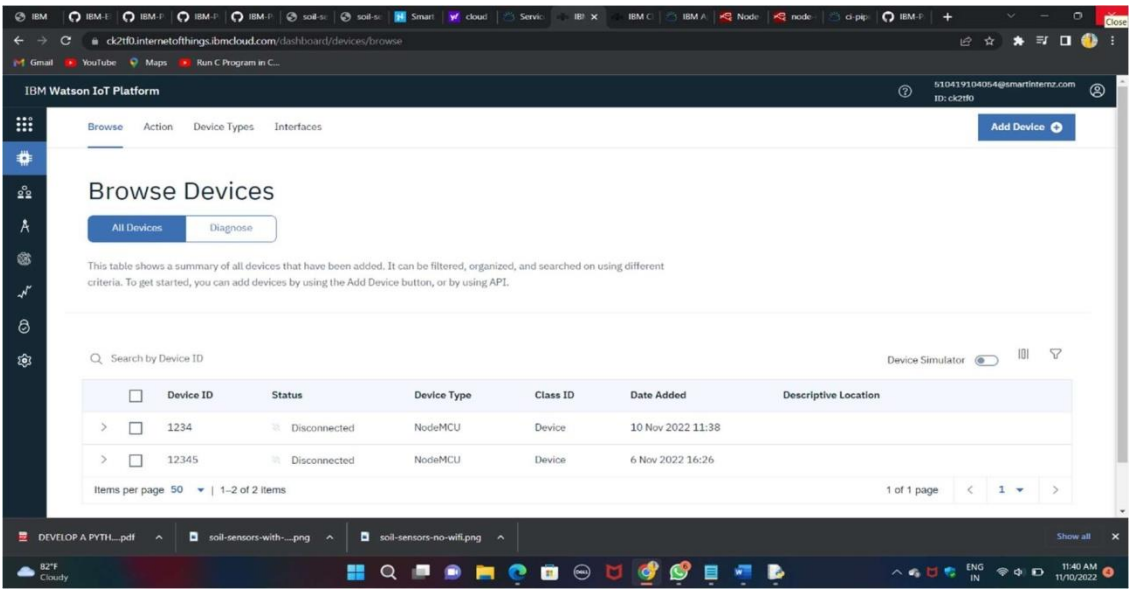 IBM
IBM-E
IBM-P
IBM-P
IBM-P
soil-se
soil-se
Smart
cloud
Servic
IBM
IBM C
IBM A
Node
node-
ci-pip
IBM-P
Close
ck2tf0.internetofthings.ibmcloud.com/dashboard/devices/browse
Gmail YouTube Maps Run C Program in C...
IBM Watson IoT Platform
510419104054@smartinternz.com
ID: ck2tf0
Browse Action Device Types Interfaces
Add Device
Browse Devices
All Devices Diagnose
This table shows a summary of all devices that have been added. It can be filtered, organized, and searched on using different
criteria. To get started, you can add devices by using the Add Device button, or by using API.
Search by Device ID
Device Simulator
Device ID Status Device Type Class ID Date Added Descriptive Location
1234 Disconnected NodeMCU Device 10 Nov 2022 11:38
12345 Disconnected NodeMCU Device 6 Nov 2022 16:26
Items per page 50 | 1–2 of 2 items
1 of 1 page 1
DEVELOP A PYTH....pdf
soil-sensors-with-....png
soil-sensors-no-wifi.png
Show all
82°F
Cloudy
DELL
ENG
IN
11:40 AM
11/10/2022
4